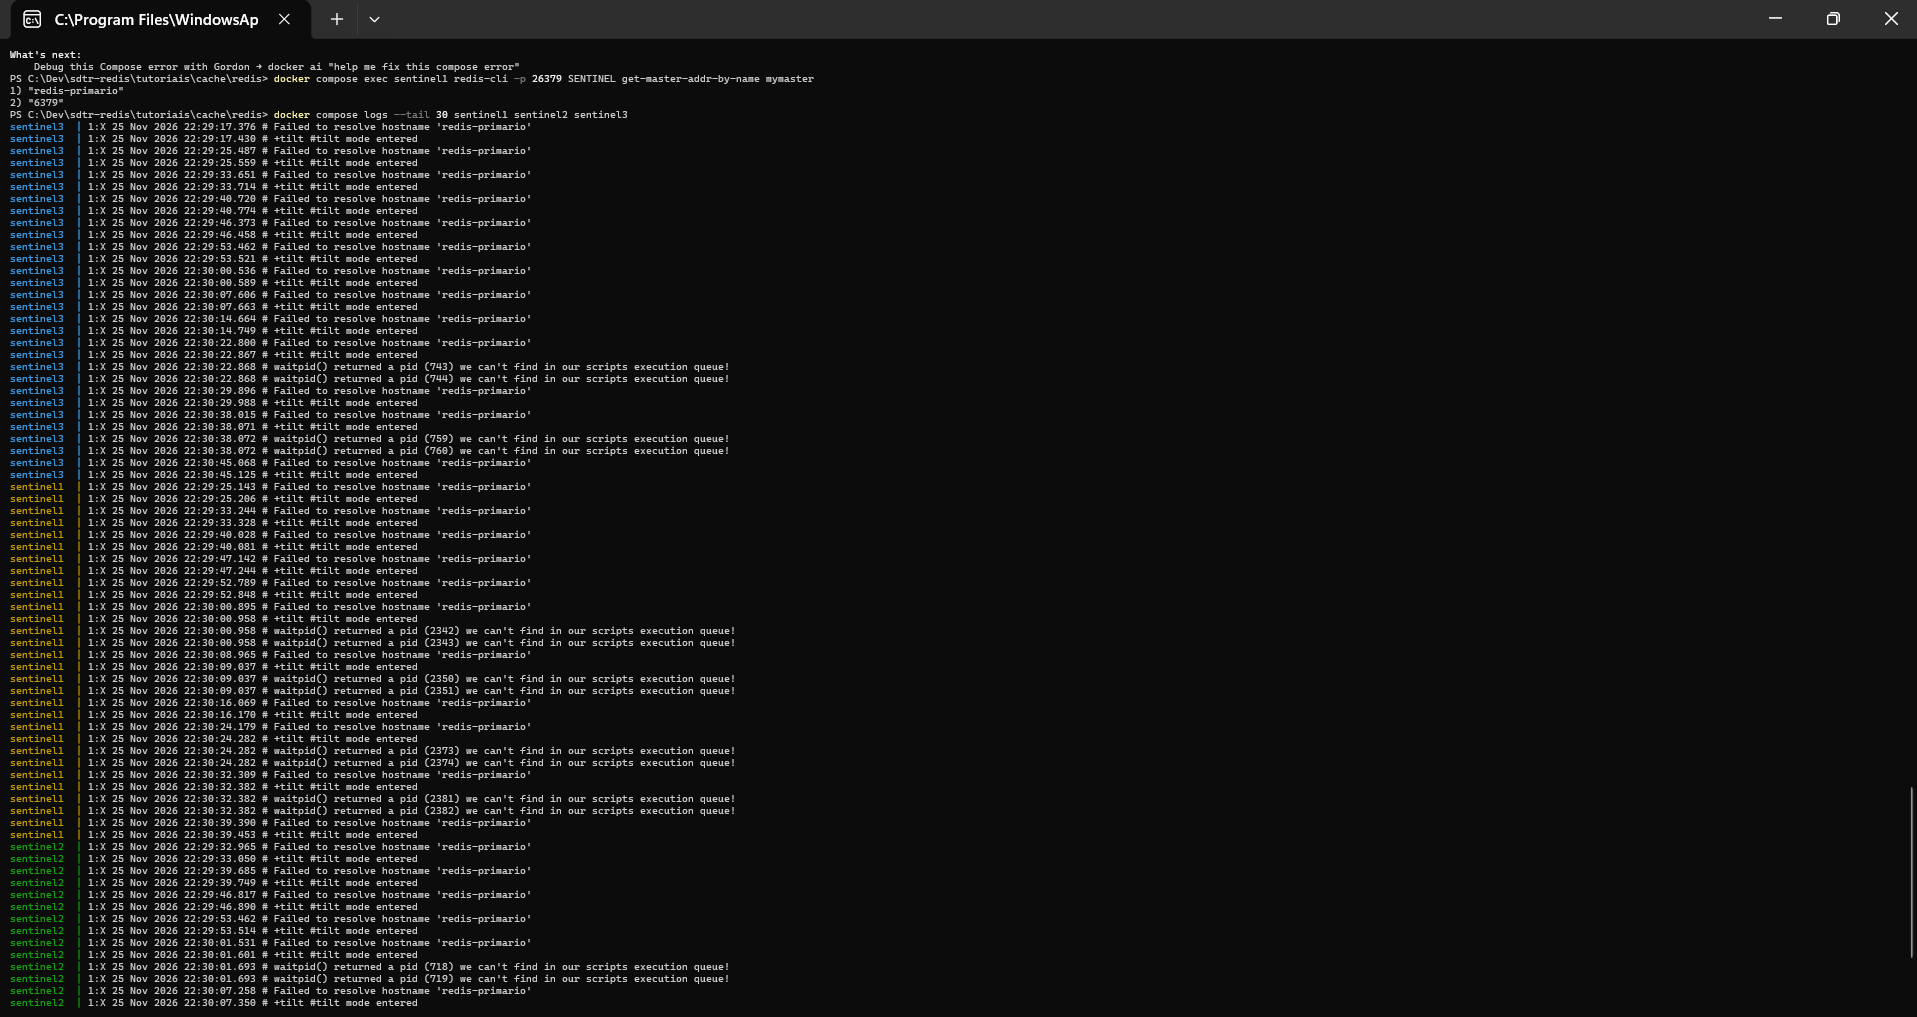 C:\Program Files\WindowsAp
What's next:
Debug this Compose error with Gordon → docker ai "help me fix this compose error"
PS C:\Dev\sdtr-redis\tutoriais\cache\redis> docker compose exec sentinel1 redis-cli -p 26379 SENTINEL get-master-addr-by-name mymaster
1) "redis-primario"
2) "6379"
PS C:\Dev\sdtr-redis\tutoriais\cache\redis> docker compose logs --tail 30 sentinel1 sentinel2 sentinel3
sentinel3 | 1:X 25 Nov 2026 22:29:17.376 # Failed to resolve hostname 'redis-primario'
sentinel3 | 1:X 25 Nov 2026 22:29:17.430 # +tilt #tilt mode entered
sentinel3 | 1:X 25 Nov 2026 22:29:25.487 # Failed to resolve hostname 'redis-primario'
sentinel3 | 1:X 25 Nov 2026 22:29:25.559 # +tilt #tilt mode entered
sentinel3 | 1:X 25 Nov 2026 22:29:33.651 # Failed to resolve hostname 'redis-primario'
sentinel3 | 1:X 25 Nov 2026 22:29:33.714 # +tilt #tilt mode entered
sentinel3 | 1:X 25 Nov 2026 22:29:40.720 # Failed to resolve hostname 'redis-primario'
sentinel3 | 1:X 25 Nov 2026 22:29:40.774 # +tilt #tilt mode entered
sentinel3 | 1:X 25 Nov 2026 22:29:46.373 # Failed to resolve hostname 'redis-primario'
sentinel3 | 1:X 25 Nov 2026 22:29:46.458 # +tilt #tilt mode entered
sentinel3 | 1:X 25 Nov 2026 22:29:53.462 # Failed to resolve hostname 'redis-primario'
sentinel3 | 1:X 25 Nov 2026 22:29:53.521 # +tilt #tilt mode entered
sentinel3 | 1:X 25 Nov 2026 22:30:00.536 # Failed to resolve hostname 'redis-primario'
sentinel3 | 1:X 25 Nov 2026 22:30:00.589 # +tilt #tilt mode entered
sentinel3 | 1:X 25 Nov 2026 22:30:07.606 # Failed to resolve hostname 'redis-primario'
sentinel3 | 1:X 25 Nov 2026 22:30:07.663 # +tilt #tilt mode entered
sentinel3 | 1:X 25 Nov 2026 22:30:14.664 # Failed to resolve hostname 'redis-primario'
sentinel3 | 1:X 25 Nov 2026 22:30:14.749 # +tilt #tilt mode entered
sentinel3 | 1:X 25 Nov 2026 22:30:22.800 # Failed to resolve hostname 'redis-primario'
sentinel3 | 1:X 25 Nov 2026 22:30:22.867 # +tilt #tilt mode entered
sentinel3 | 1:X 25 Nov 2026 22:30:22.868 # waitpid() returned a pid (743) we can't find in our scripts execution queue!
sentinel3 | 1:X 25 Nov 2026 22:30:22.868 # waitpid() returned a pid (744) we can't find in our scripts execution queue!
sentinel3 | 1:X 25 Nov 2026 22:30:29.896 # Failed to resolve hostname 'redis-primario'
sentinel3 | 1:X 25 Nov 2026 22:30:29.988 # +tilt #tilt mode entered
sentinel3 | 1:X 25 Nov 2026 22:30:38.015 # Failed to resolve hostname 'redis-primario'
sentinel3 | 1:X 25 Nov 2026 22:30:38.071 # +tilt #tilt mode entered
sentinel3 | 1:X 25 Nov 2026 22:30:38.072 # waitpid() returned a pid (759) we can't find in our scripts execution queue!
sentinel3 | 1:X 25 Nov 2026 22:30:38.072 # waitpid() returned a pid (760) we can't find in our scripts execution queue!
sentinel3 | 1:X 25 Nov 2026 22:30:45.068 # Failed to resolve hostname 'redis-primario'
sentinel3 | 1:X 25 Nov 2026 22:30:45.125 # +tilt #tilt mode entered
sentinel1 | 1:X 25 Nov 2026 22:29:25.143 # Failed to resolve hostname 'redis-primario'
sentinel1 | 1:X 25 Nov 2026 22:29:25.206 # +tilt #tilt mode entered
sentinel1 | 1:X 25 Nov 2026 22:29:33.244 # Failed to resolve hostname 'redis-primario'
sentinel1 | 1:X 25 Nov 2026 22:29:33.328 # +tilt #tilt mode entered
sentinel1 | 1:X 25 Nov 2026 22:29:40.028 # Failed to resolve hostname 'redis-primario'
sentinel1 | 1:X 25 Nov 2026 22:29:40.081 # +tilt #tilt mode entered
sentinel1 | 1:X 25 Nov 2026 22:29:47.142 # Failed to resolve hostname 'redis-primario'
sentinel1 | 1:X 25 Nov 2026 22:29:47.244 # +tilt #tilt mode entered
sentinel1 | 1:X 25 Nov 2026 22:29:52.789 # Failed to resolve hostname 'redis-primario'
sentinel1 | 1:X 25 Nov 2026 22:29:52.848 # +tilt #tilt mode entered
sentinel1 | 1:X 25 Nov 2026 22:30:00.895 # Failed to resolve hostname 'redis-primario'
sentinel1 | 1:X 25 Nov 2026 22:30:00.958 # +tilt #tilt mode entered
sentinel1 | 1:X 25 Nov 2026 22:30:00.958 # waitpid() returned a pid (2342) we can't find in our scripts execution queue!
sentinel1 | 1:X 25 Nov 2026 22:30:00.958 # waitpid() returned a pid (2343) we can't find in our scripts execution queue!
sentinel1 | 1:X 25 Nov 2026 22:30:08.965 # Failed to resolve hostname 'redis-primario'
sentinel1 | 1:X 25 Nov 2026 22:30:09.037 # +tilt #tilt mode entered
sentinel1 | 1:X 25 Nov 2026 22:30:09.037 # waitpid() returned a pid (2350) we can't find in our scripts execution queue!
sentinel1 | 1:X 25 Nov 2026 22:30:09.037 # waitpid() returned a pid (2351) we can't find in our scripts execution queue!
sentinel1 | 1:X 25 Nov 2026 22:30:16.069 # Failed to resolve hostname 'redis-primario'
sentinel1 | 1:X 25 Nov 2026 22:30:16.170 # +tilt #tilt mode entered
sentinel1 | 1:X 25 Nov 2026 22:30:24.179 # Failed to resolve hostname 'redis-primario'
sentinel1 | 1:X 25 Nov 2026 22:30:24.282 # +tilt #tilt mode entered
sentinel1 | 1:X 25 Nov 2026 22:30:24.282 # waitpid() returned a pid (2373) we can't find in our scripts execution queue!
sentinel1 | 1:X 25 Nov 2026 22:30:24.282 # waitpid() returned a pid (2374) we can't find in our scripts execution queue!
sentinel1 | 1:X 25 Nov 2026 22:30:32.309 # Failed to resolve hostname 'redis-primario'
sentinel1 | 1:X 25 Nov 2026 22:30:32.382 # +tilt #tilt mode entered
sentinel1 | 1:X 25 Nov 2026 22:30:32.382 # waitpid() returned a pid (2381) we can't find in our scripts execution queue!
sentinel1 | 1:X 25 Nov 2026 22:30:32.382 # waitpid() returned a pid (2382) we can't find in our scripts execution queue!
sentinel1 | 1:X 25 Nov 2026 22:30:39.390 # Failed to resolve hostname 'redis-primario'
sentinel1 | 1:X 25 Nov 2026 22:30:39.453 # +tilt #tilt mode entered
sentinel2 | 1:X 25 Nov 2026 22:29:32.965 # Failed to resolve hostname 'redis-primario'
sentinel2 | 1:X 25 Nov 2026 22:29:33.050 # +tilt #tilt mode entered
sentinel2 | 1:X 25 Nov 2026 22:29:39.685 # Failed to resolve hostname 'redis-primario'
sentinel2 | 1:X 25 Nov 2026 22:29:39.749 # +tilt #tilt mode entered
sentinel2 | 1:X 25 Nov 2026 22:29:46.817 # Failed to resolve hostname 'redis-primario'
sentinel2 | 1:X 25 Nov 2026 22:29:46.890 # +tilt #tilt mode entered
sentinel2 | 1:X 25 Nov 2026 22:29:53.462 # Failed to resolve hostname 'redis-primario'
sentinel2 | 1:X 25 Nov 2026 22:29:53.514 # +tilt #tilt mode entered
sentinel2 | 1:X 25 Nov 2026 22:30:01.531 # Failed to resolve hostname 'redis-primario'
sentinel2 | 1:X 25 Nov 2026 22:30:01.601 # +tilt #tilt mode entered
sentinel2 | 1:X 25 Nov 2026 22:30:01.693 # waitpid() returned a pid (718) we can't find in our scripts execution queue!
sentinel2 | 1:X 25 Nov 2026 22:30:01.693 # waitpid() returned a pid (719) we can't find in our scripts execution queue!
sentinel2 | 1:X 25 Nov 2026 22:30:07.258 # Failed to resolve hostname 'redis-primario'
sentinel2 | 1:X 25 Nov 2026 22:30:07.350 # +tilt #tilt mode entered